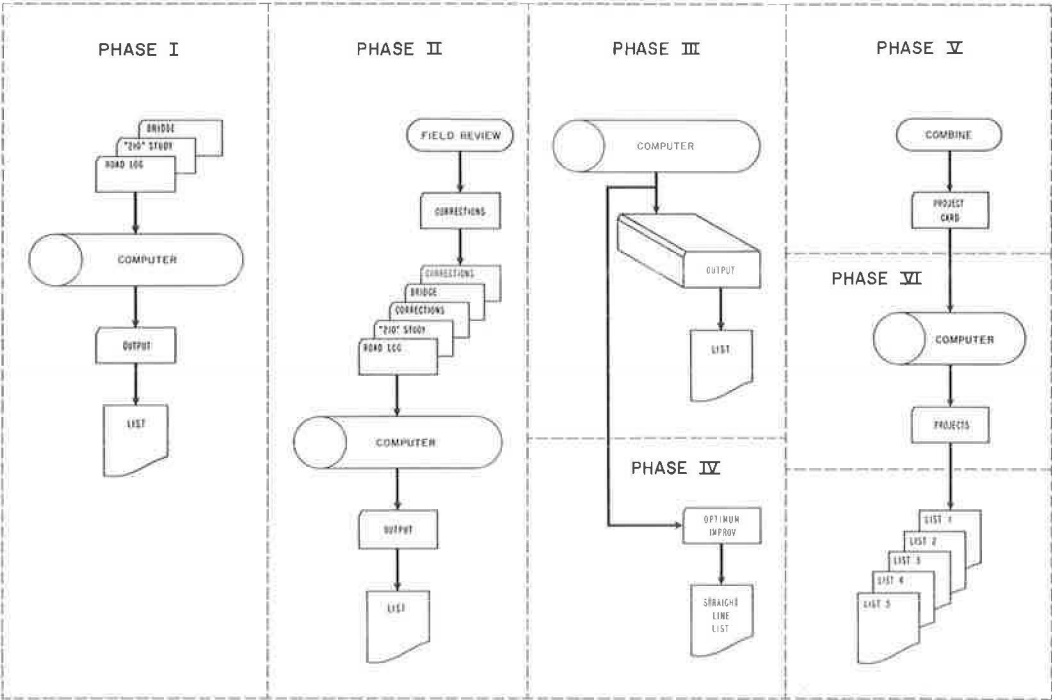 PHASE I
BRIDGE
"210" STUDY
ROAD LOG
COMPUTER
OUTPUT
LIST
PHASE II
FIELD REVIEW
CORRECTIONS
CORRECTIONS
BRIDGE
CORRECTIONS
"210" STUDY
ROAD LOG
COMPUTER
OUTPUT
LIST
PHASE III
COMPUTER
OUTPUT
LIST
PHASE IV
OPTIMUM
IMPROV
STRAIGHT
LINE
LIST
PHASE V
COMBINE
PROJECT
CARD
PHASE VI
COMPUTER
PROJECTS
LIST 1
LIST 2
LIST 3
LIST 4
LIST 5